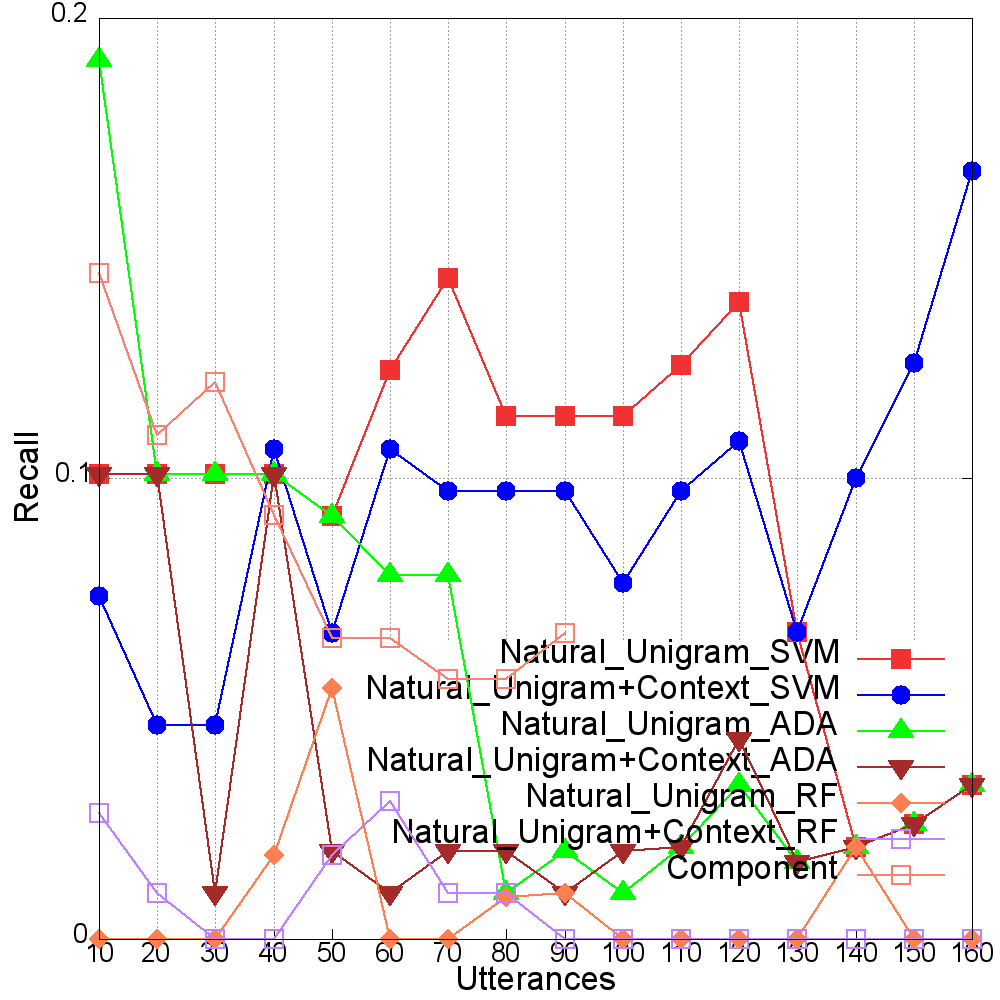 0.2
0.1
0
Recall
Natural_Unigram_SVM
Natural_Unigram+Context_SVM
Natural_Unigram_ADA
Natural_Unigram+Context_ADA
Natural_Unigram_RF
Natural_Unigram+Context_RF
Component
10 20 30 40 50 60 70 80 90 100 110 120 130 140 150 160
Utterances